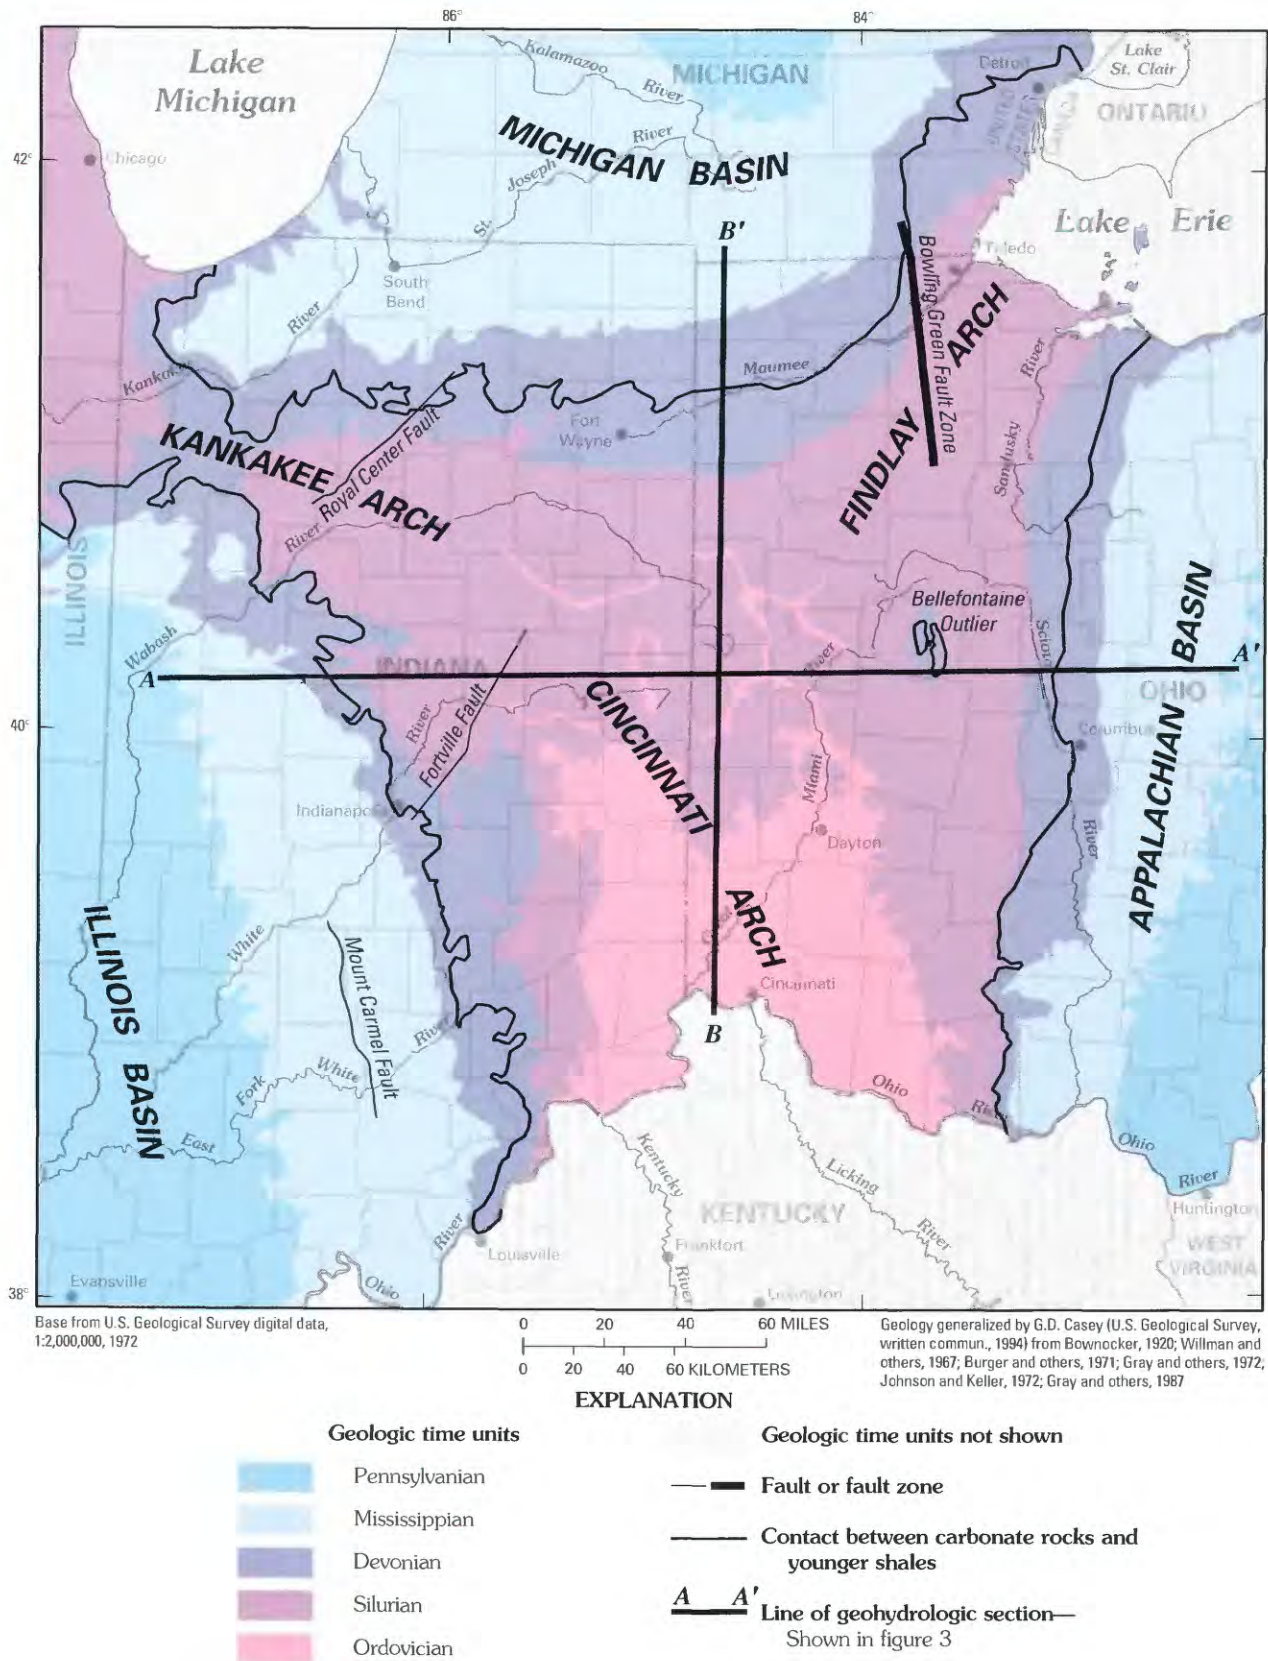 86°
84°
Lake
Michigan
Kalamazoo
River
MICHIGAN
Detroit
Lake
St. Clair
UNITED
STATES
ONTARIO
42°
Chicago
MICHIGAN BASIN
River
Joseph
St.
B'
Lake Erie
Toledo
South
Bend
River
Bowling Green Fault Zone
FINDLAY ARCH
Maumee
River
Sandusky
KANKAKEE ARCH
Royal Center Fault
Fort
Wayne
River
ILLINOIS
Wabash
Bellefontaine
Outlier
River
APPALACHIAN BASIN
A
A'
INDIANA
OHIO
CINCINNATI ARCH
River
Fortville Fault
40°
Columbus
Miami
Indianapolis
Dayton
River
ILLINOIS BASIN
White
Mount Carmel Fault
Cincinnati
River
B
White
Fork
East
Ohio
River
Ohio
River
Kentucky
River
Licking
River
KENTUCKY
Huntington
River
Louisville
Frankfort
WEST
VIRGINIA
Evansville
Ohio
Lexington
38°
Base from U.S. Geological Survey digital data,
1:2,000,000, 1972
0 20 40 60 MILES
0 20 40 60 KILOMETERS
Geology generalized by G.D. Casey (U.S. Geological Survey,
written commun., 1994) from Bownocker, 1920; Willman and
others, 1967; Burger and others, 1971; Gray and others, 1972;
Johnson and Keller, 1972; Gray and others, 1987
EXPLANATION
Geologic time units
Pennsylvanian
Mississippian
Devonian
Silurian
Ordovician
Geologic time units not shown
Fault or fault zone
Contact between carbonate rocks and
younger shales
A A' Line of geohydrologic section—
Shown in figure 3